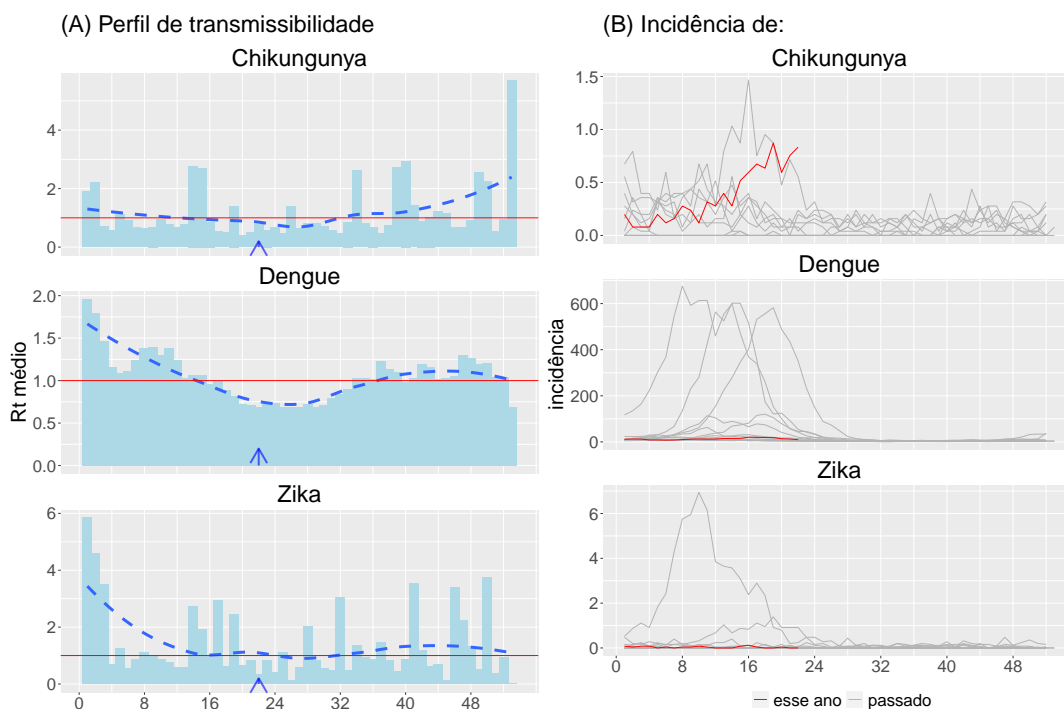 (A) Perfil de transmissibilidade
Chikungunya
4
2
0
Dengue
2.0
1.5
1.0
0.5
0.0
Rt médio
Zika
6
4
2
0
0 8 16 24 32 40 48
(B) Incidência de:
Chikungunya
1.5
1.0
0.5
0.0
Dengue
600
400
200
0
incidência
Zika
6
4
2
0
0 8 16 24 32 40 48
esse ano passado